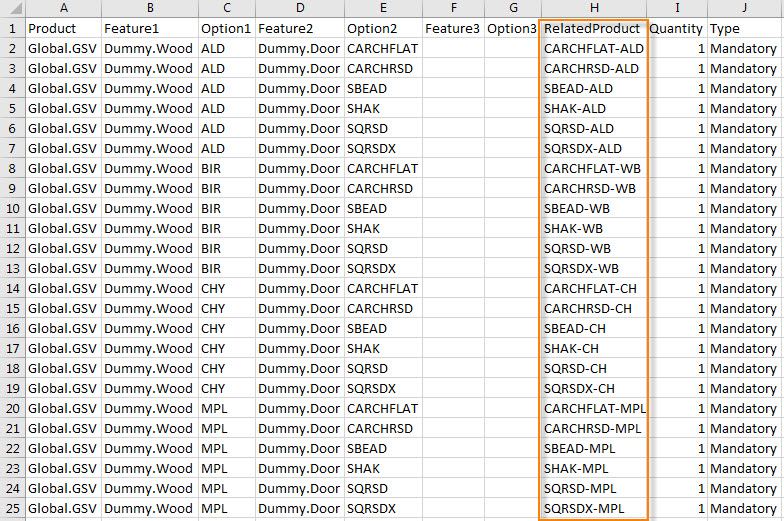 A B C D E F G H I J
1 Product Feature1 Option1 Feature2 Option2 Feature3 Option3 RelatedProduct Quantity Type
2 Global.GSV Dummy.Wood ALD Dummy.Door CARCHFLAT CARCHFLAT-ALD 1 Mandatory
3 Global.GSV Dummy.Wood ALD Dummy.Door CARCHRSD CARCHRSD-ALD 1 Mandatory
4 Global.GSV Dummy.Wood ALD Dummy.Door SBEAD SBEAD-ALD 1 Mandatory
5 Global.GSV Dummy.Wood ALD Dummy.Door SHAK SHAK-ALD 1 Mandatory
6 Global.GSV Dummy.Wood ALD Dummy.Door SQRSD SQRSD-ALD 1 Mandatory
7 Global.GSV Dummy.Wood ALD Dummy.Door SQRSDX SQRSDX-ALD 1 Mandatory
8 Global.GSV Dummy.Wood BIR Dummy.Door CARCHFLAT CARCHFLAT-WB 1 Mandatory
9 Global.GSV Dummy.Wood BIR Dummy.Door CARCHRSD CARCHRSD-WB 1 Mandatory
10 Global.GSV Dummy.Wood BIR Dummy.Door SBEAD SBEAD-WB 1 Mandatory
11 Global.GSV Dummy.Wood BIR Dummy.Door SHAK SHAK-WB 1 Mandatory
12 Global.GSV Dummy.Wood BIR Dummy.Door SQRSD SQRSD-WB 1 Mandatory
13 Global.GSV Dummy.Wood BIR Dummy.Door SQRSDX SQRSDX-WB 1 Mandatory
14 Global.GSV Dummy.Wood CHY Dummy.Door CARCHFLAT CARCHFLAT-CH 1 Mandatory
15 Global.GSV Dummy.Wood CHY Dummy.Door CARCHRSD CARCHRSD-CH 1 Mandatory
16 Global.GSV Dummy.Wood CHY Dummy.Door SBEAD SBEAD-CH 1 Mandatory
17 Global.GSV Dummy.Wood CHY Dummy.Door SHAK SHAK-CH 1 Mandatory
18 Global.GSV Dummy.Wood CHY Dummy.Door SQRSD SQRSD-CH 1 Mandatory
19 Global.GSV Dummy.Wood CHY Dummy.Door SQRSDX SQRSDX-CH 1 Mandatory
20 Global.GSV Dummy.Wood MPL Dummy.Door CARCHFLAT CARCHFLAT-MPL 1 Mandatory
21 Global.GSV Dummy.Wood MPL Dummy.Door CARCHRSD CARCHRSD-MPL 1 Mandatory
22 Global.GSV Dummy.Wood MPL Dummy.Door SBEAD SBEAD-MPL 1 Mandatory
23 Global.GSV Dummy.Wood MPL Dummy.Door SHAK SHAK-MPL 1 Mandatory
24 Global.GSV Dummy.Wood MPL Dummy.Door SQRSD SQRSD-MPL 1 Mandatory
25 Global.GSV Dummy.Wood MPL Dummy.Door SQRSDX SQRSDX-MPL 1 Mandatory